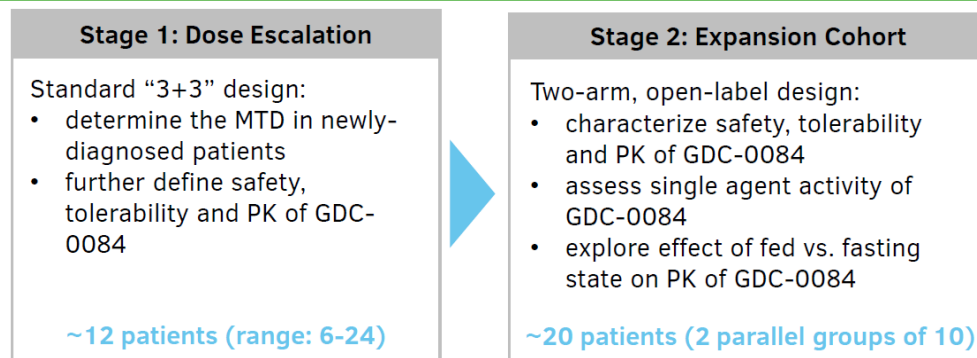 Stage 1: Dose Escalation
Standard “3+3” design:
• determine the MTD in newly-
diagnosed patients
• further define safety,
tolerability and PK of GDC-
0084
~12 patients (range: 6-24)
Stage 2: Expansion Cohort
Two-arm, open-label design:
• characterize safety, tolerability
and PK of GDC-0084
• assess single agent activity of
GDC-0084
• explore effect of fed vs. fasting
state on PK of GDC-0084
~20 patients (2 parallel groups of 10)